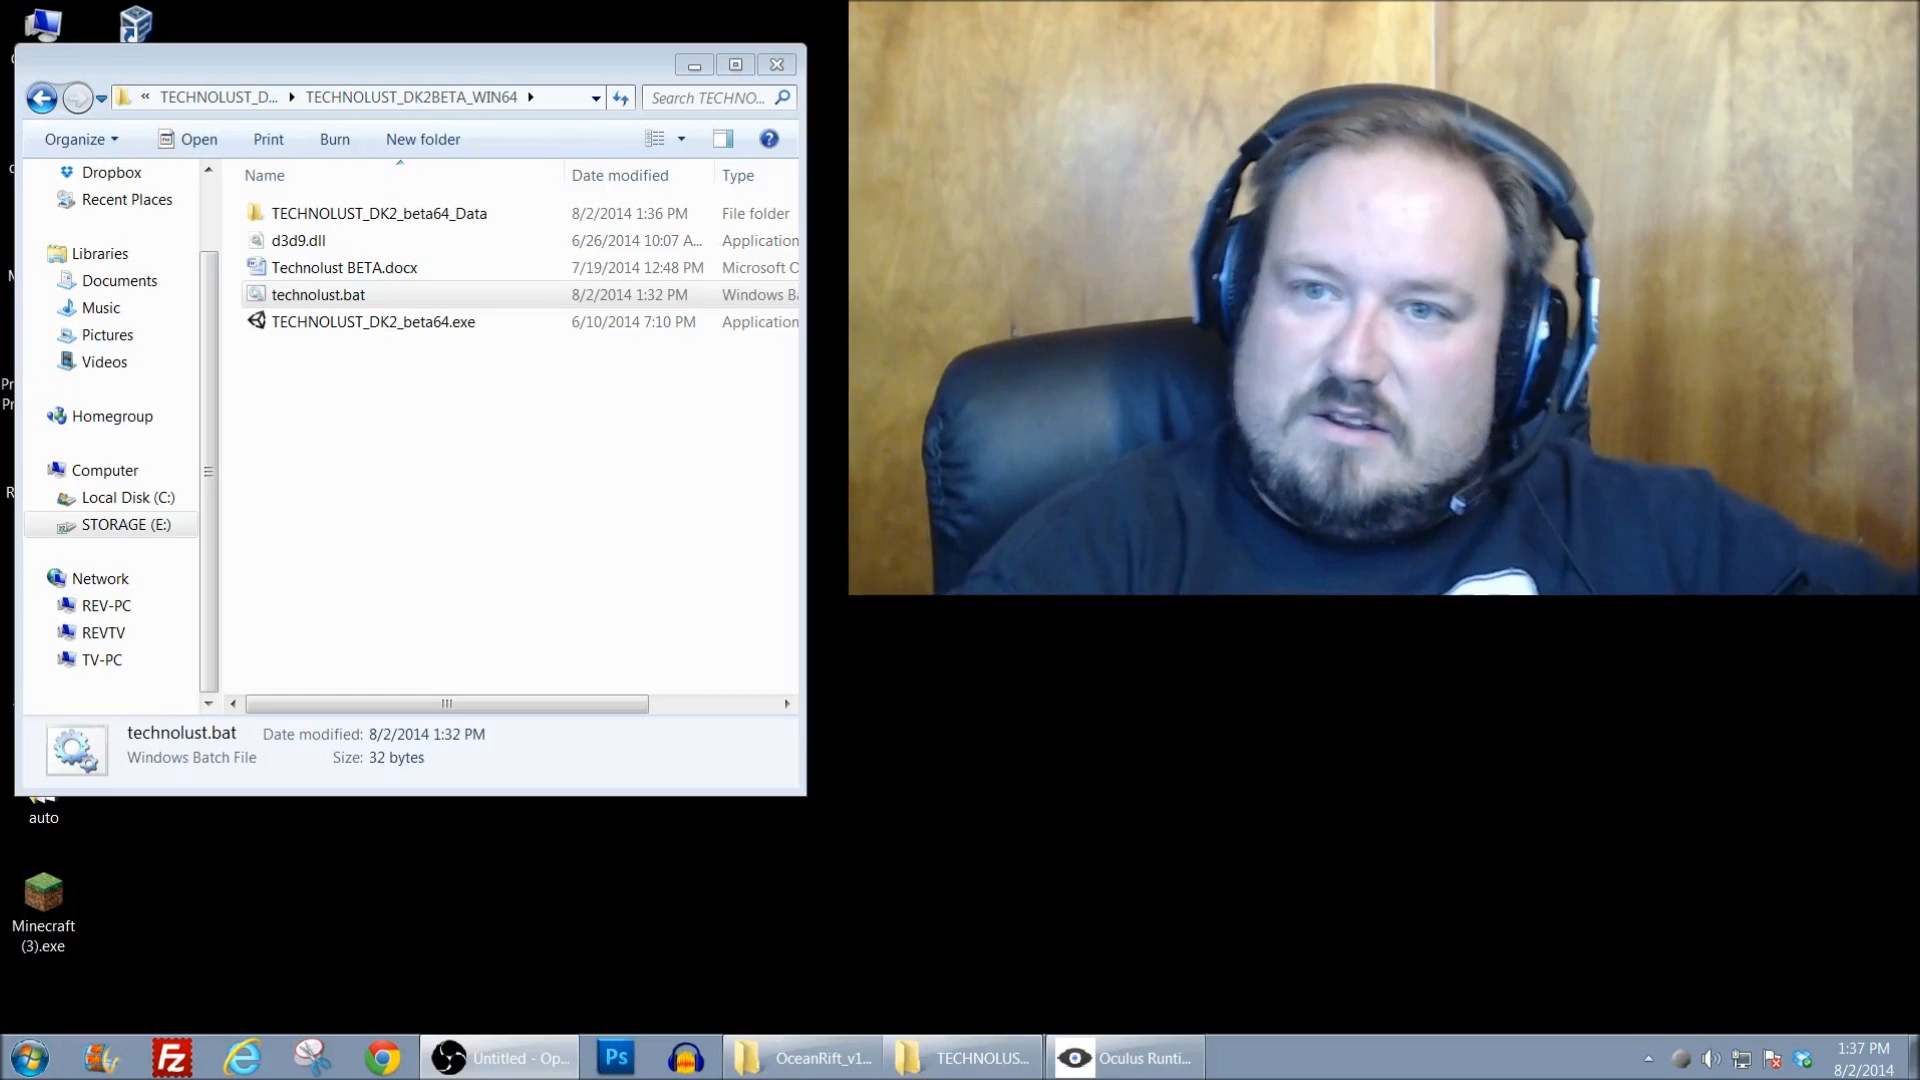 « TECHNOLUST_D... TECHNOLUST_DK2BETA_WIN64
Search TECHNO...
Organize Open Print Burn New folder
Name Date modified Type
Dropbox
Recent Places
Libraries
Documents
Music
Pictures
Videos
Homegroup
Computer
Local Disk (C:)
STORAGE (E:)
Network
REV-PC
REVTV
TV-PC
TECHNOLUST_DK2_beta64_Data 8/2/2014 1:36 PM File folder
d3d9.dll 6/26/2014 10:07 A... Application
Technolust BETA.docx 7/19/2014 12:48 PM Microsoft
technolust.bat 8/2/2014 1:32 PM Windows
TECHNOLUST_DK2_beta64.exe 6/10/2014 7:10 PM Application
technolust.bat Date modified: 8/2/2014 1:32 PM
Windows Batch File Size: 32 bytes
Pr
Pr
auto
Minecraft
(3).exe
Fz
Untitled - Op...
Ps
OceanRift_v1...
TECHNOLUS...
Oculus Runti...
1:37 PM
8/2/2014